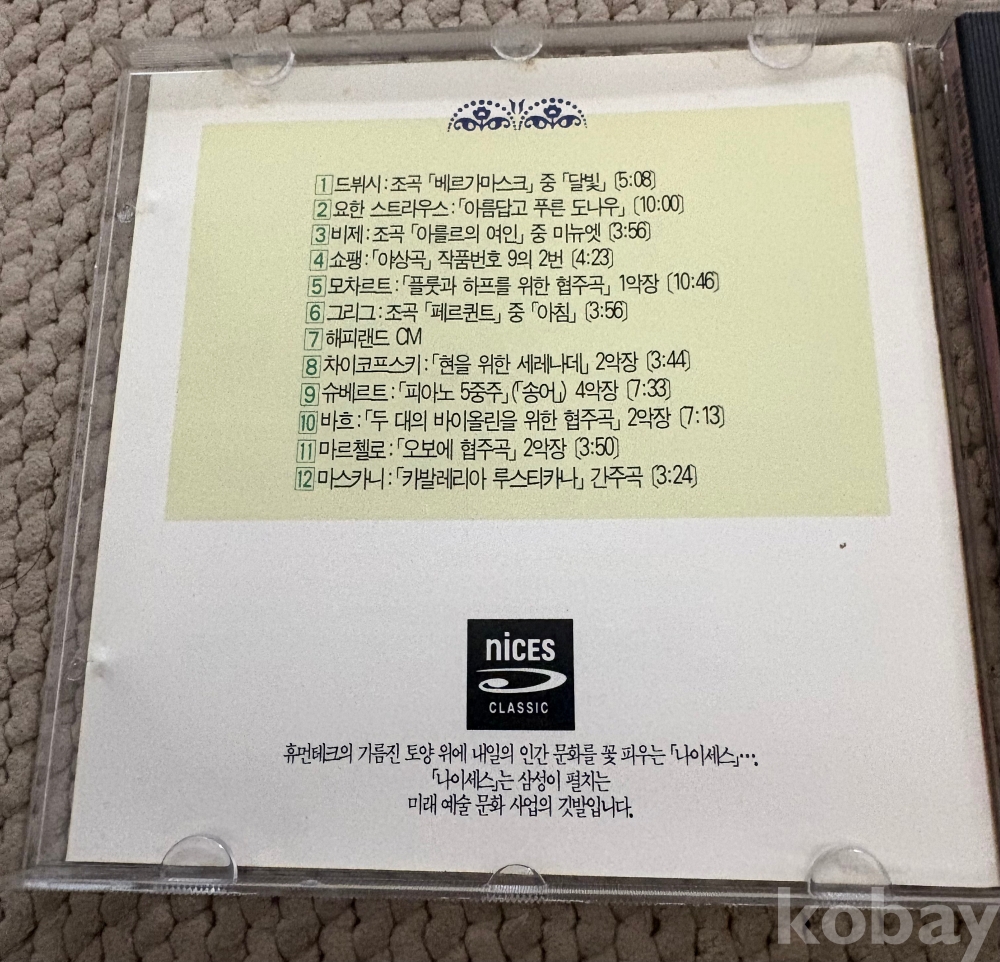 1 드뷔시:조곡 「베르가마스크」 중 「달빛」 (5:08)
2 요한 스트라우스:「아름답고 푸른 도나우」 (10:00)
3 비제:조곡 「아를르의 여인」 중 미뉴엣 (3:56)
4 쇼팽:「야상곡」 작품번호 9의 2번 (4:23)
5 모차르트:「플룻과 하프를 위한 협주곡」 1악장 (10:46)
6 그리그:조곡 「페르퀸트」 중 「아침」 (3:56)
7 해피랜드 CM
8 차이코프스키:「현을 위한 세레나데」 2악장 (3:44)
9 슈베르트:「피아노 5중주」(「송어」) 4악장 (7:33)
10 바흐:「두 대의 바이올린을 위한 협주곡」 2악장 (7:13)
11 마르첼로:「오보에 협주곡」 2악장 (3:50)
12 마스카니:「카발레리아 루스티카나」 간주곡 (3:24)
nices
CLASSIC
휴먼테크의 기름진 토양 위에 내일의 인간 문화를 꽃 피우는 「나이세스」….
「나이세스」는 삼성이 펼치는
미래 예술 문화 사업의 깃발입니다.
kobay